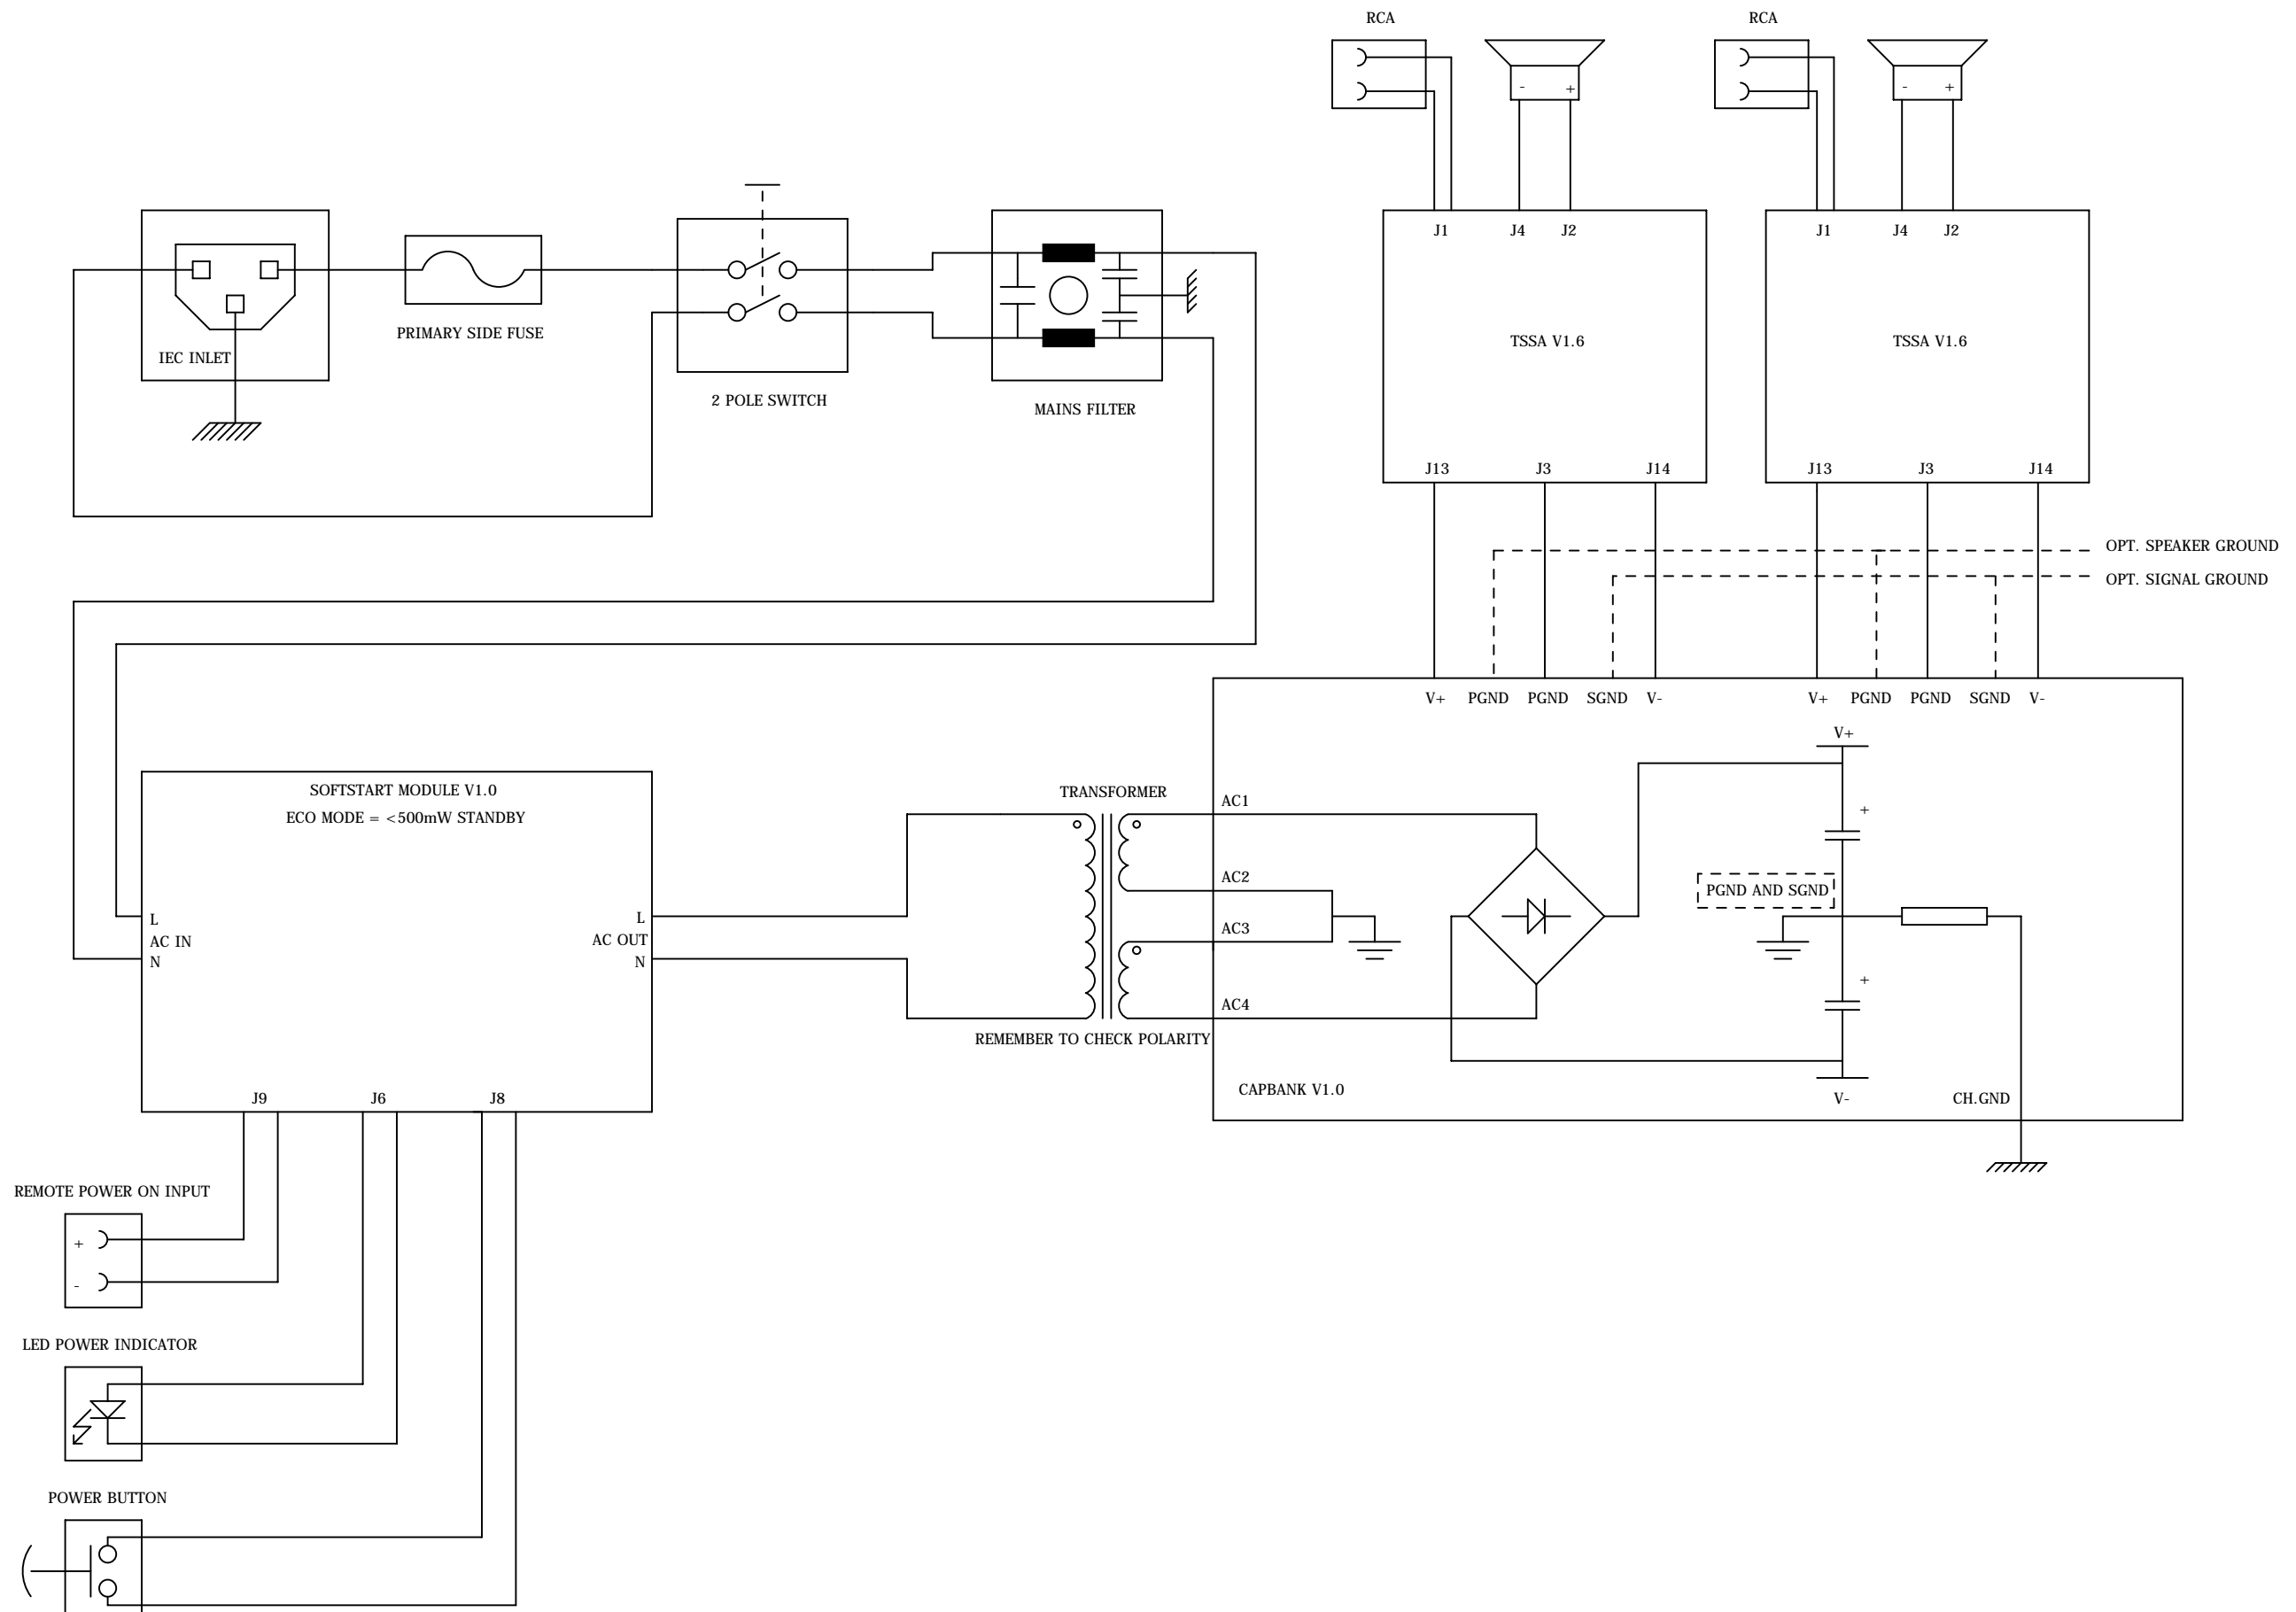 RCA
RCA
- +
- +
J1 J4 J2
J1 J4 J2
IEC INLET
PRIMARY SIDE FUSE
2 POLE SWITCH
MAINS FILTER
TSSA V1.6
TSSA V1.6
J13 J3 J14
J13 J3 J14
OPT. SPEAKER GROUND
OPT. SIGNAL GROUND
V+ PGND PGND SGND V-
V+ PGND PGND SGND V-
V+
SOFTSTART MODULE V1.0
ECO MODE = <500mW STANDBY
TRANSFORMER
AC1
+
AC2
PGND AND SGND
L
AC IN
N
L
AC OUT
N
AC3
+
AC4
REMEMBER TO CHECK POLARITY
CAPBANK V1.0
V-
CH.GND
J9 J6 J8
REMOTE POWER ON INPUT
+
-
LED POWER INDICATOR
POWER BUTTON